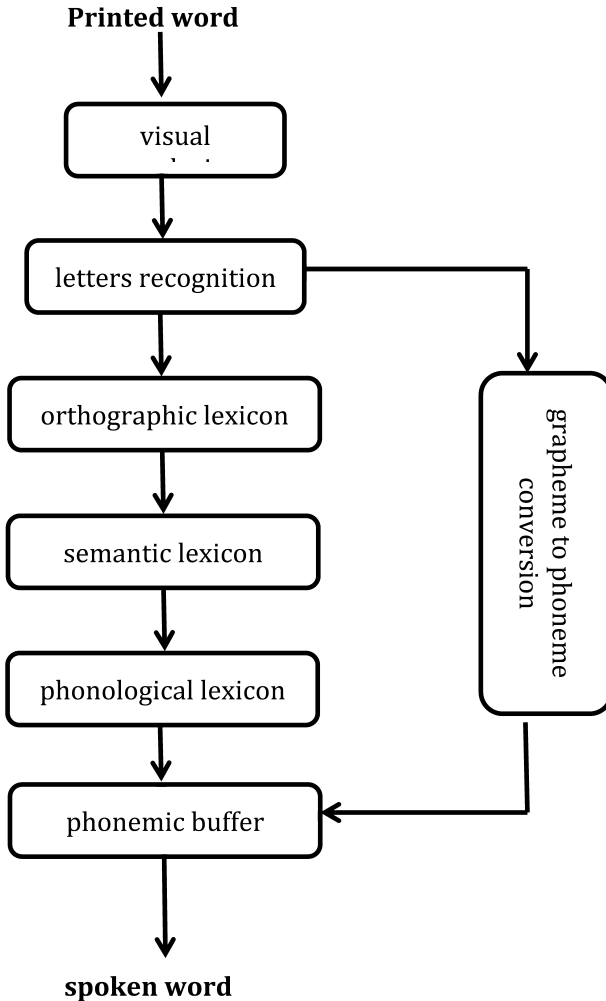 Printed word
visual
letters recognition
orthographic lexicon
grapheme to phoneme
conversion
semantic lexicon
phonological lexicon
phonemic buffer
spoken word